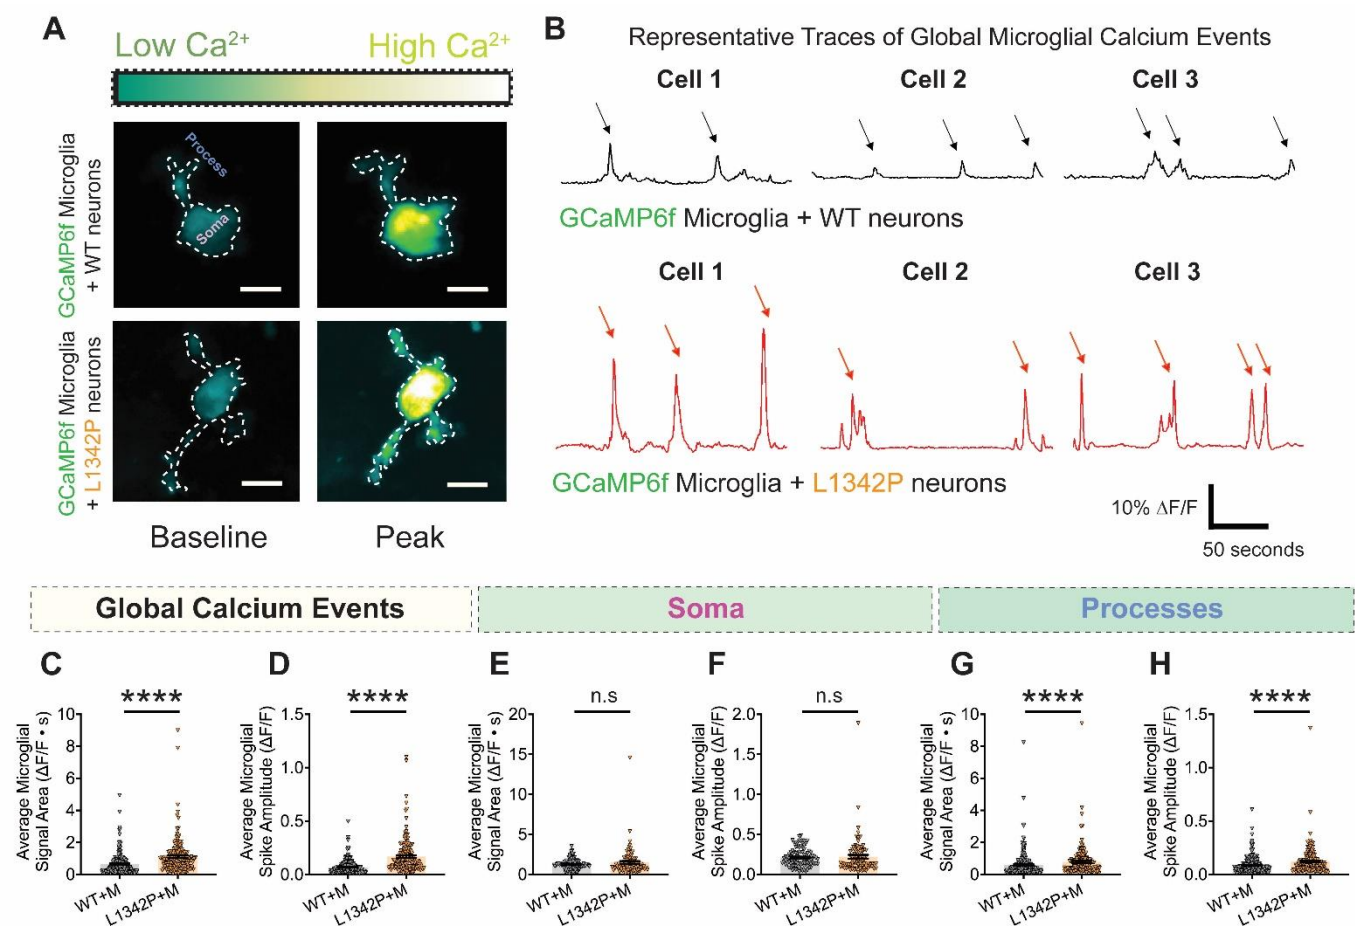 A
Low Ca²⁺
High Ca²⁺
GCaMP6f Microglia
+ WT neurons
Process
Soma
GCaMP6f Microglia
+ L1342P neurons
Baseline
Peak
B
Representative Traces of Global Microglial Calcium Events
Cell 1
Cell 2
Cell 3
GCaMP6f Microglia + WT neurons
Cell 1
Cell 2
Cell 3
GCaMP6f Microglia + L1342P neurons
10% ΔF/F
50 seconds
Global Calcium Events
Soma
Processes
C
Average Microglial
Signal Area (ΔF/F • s)
10
8
6
4
2
0
****
WT+M
L1342P+M
D
Average Microglial
Spike Amplitude (ΔF/F)
1.5
1.0
0.5
0.0
****
WT+M
L1342P+M
E
Average Microglial
Signal Area (ΔF/F • s)
20
15
10
5
0
n.s
WT+M
L1342P+M
F
Average Microglial
Spike Amplitude (ΔF/F)
2.0
1.5
1.0
0.5
0.0
n.s
WT+M
L1342P+M
G
Average Microglial
Signal Area (ΔF/F • s)
10
8
6
4
2
0
****
WT+M
L1342P+M
H
Average Microglial
Spike Amplitude (ΔF/F)
1.5
1.0
0.5
0.0
****
WT+M
L1342P+M